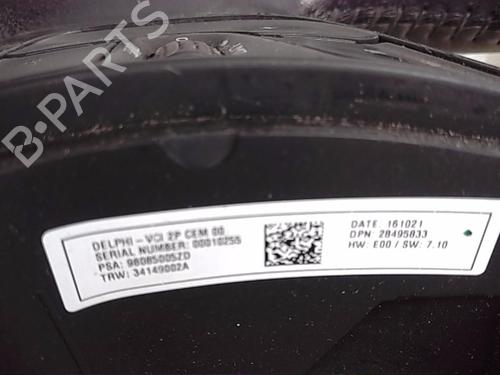 B-PARTS
DELPHI - VCI 2P CEM 00
SERIAL NUMBER: 00010255
PSA: 98085005ZD
TRW: 34149002A
DATE: 161021
DPN: 28495833
HW: E00 / SW: 7.10